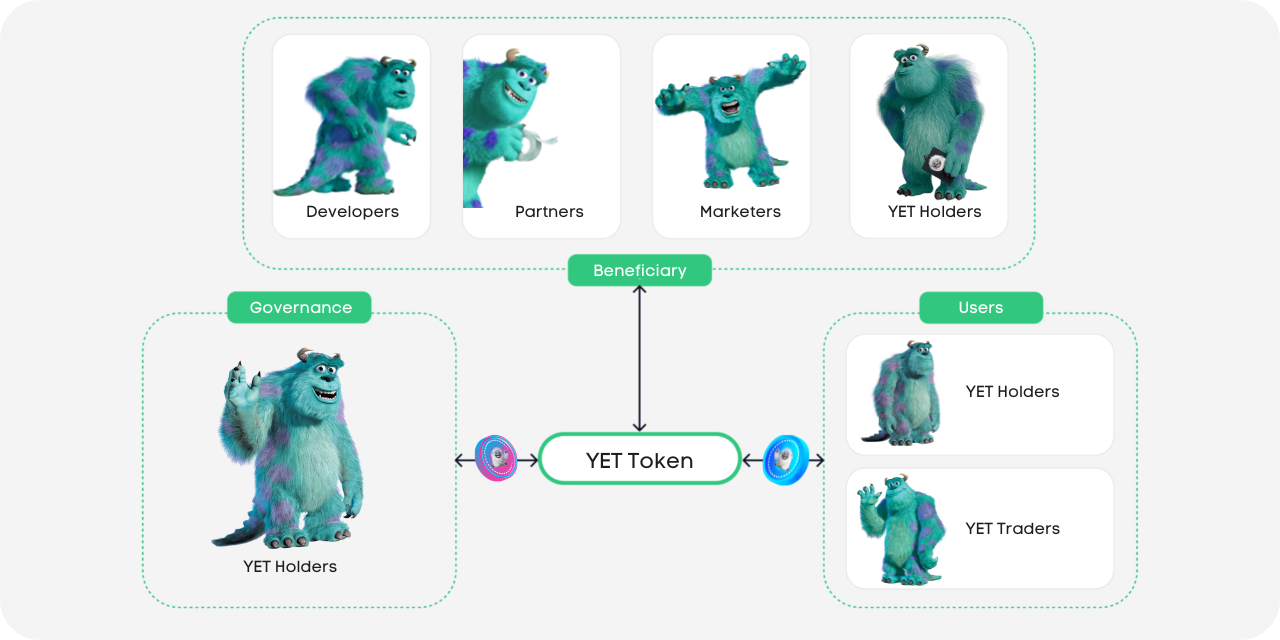 Developers
Partners
Marketers
YET Holders
Beneficiary
Governance
Users
YET Holders
YET Token
YET Traders
YET Holders